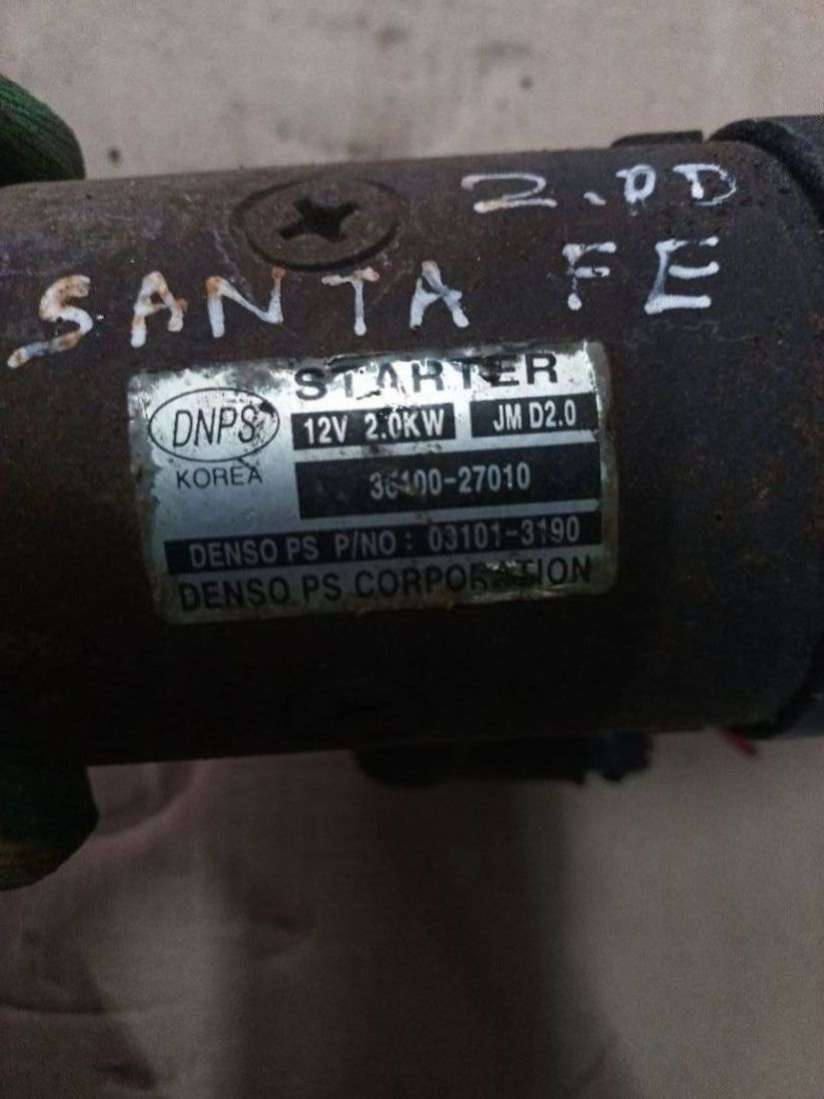 2.0D
SANTA FE
STARTER
DNPS
12V 2.0KW JM D2.0
KOREA
36100-27010
DENSO PS P/NO: 03101-3190
DENSO PS CORPORATION